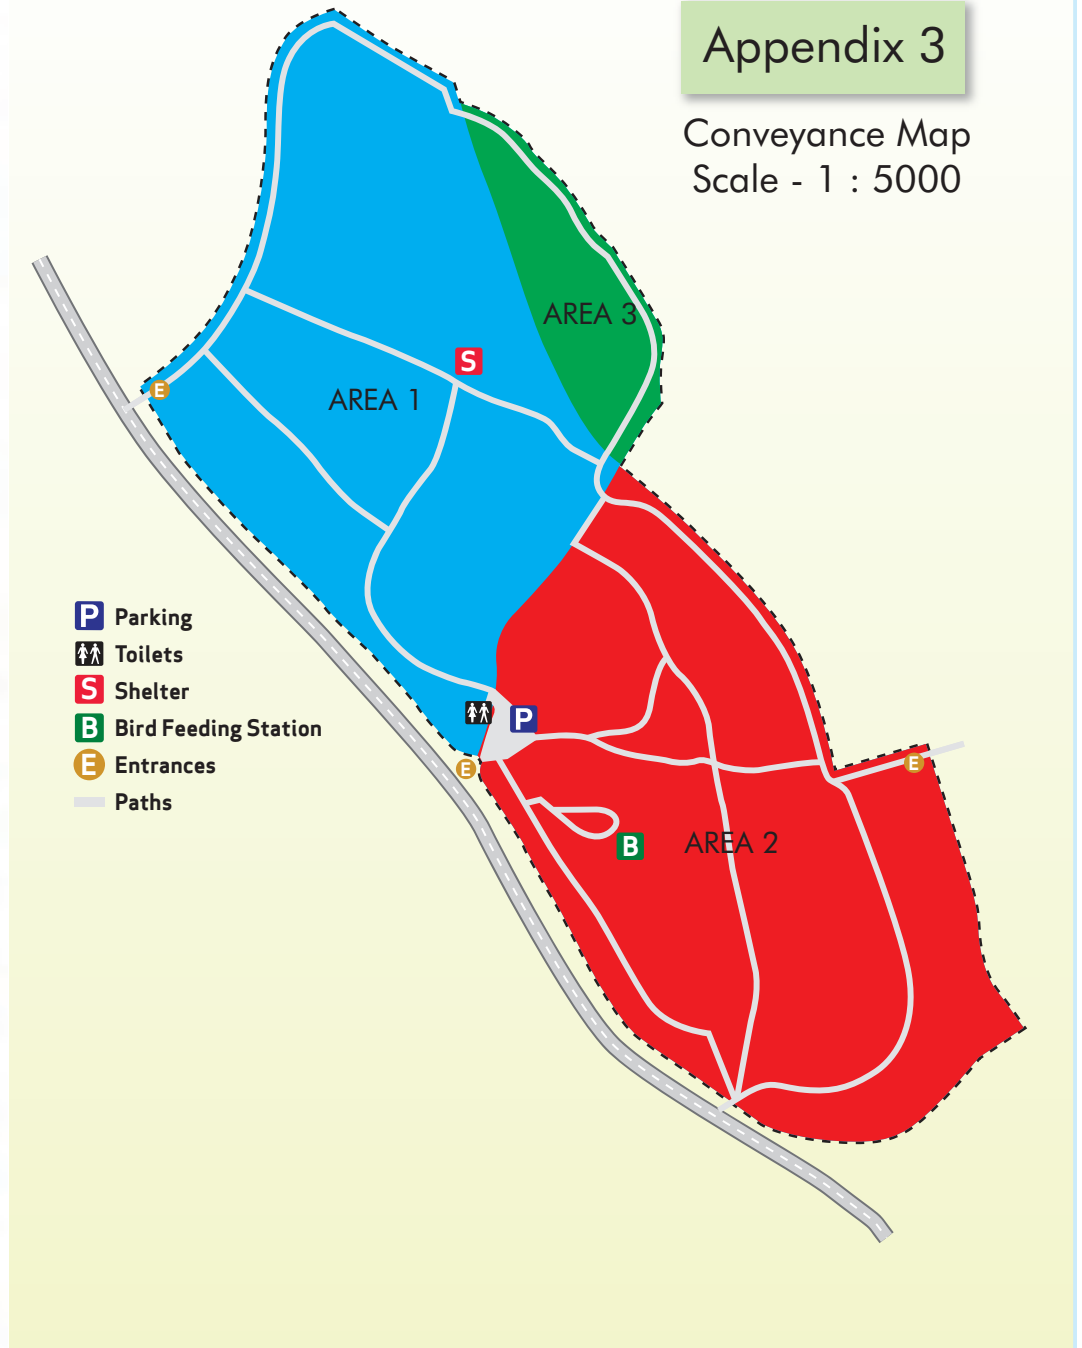 Appendix 3
Conveyance Map
Scale - 1 : 5000
AREA 3
S
E
AREA 1
P
E
E
B
AREA 2
P Parking
Toilets
S Shelter
B Bird Feeding Station
E Entrances
Paths